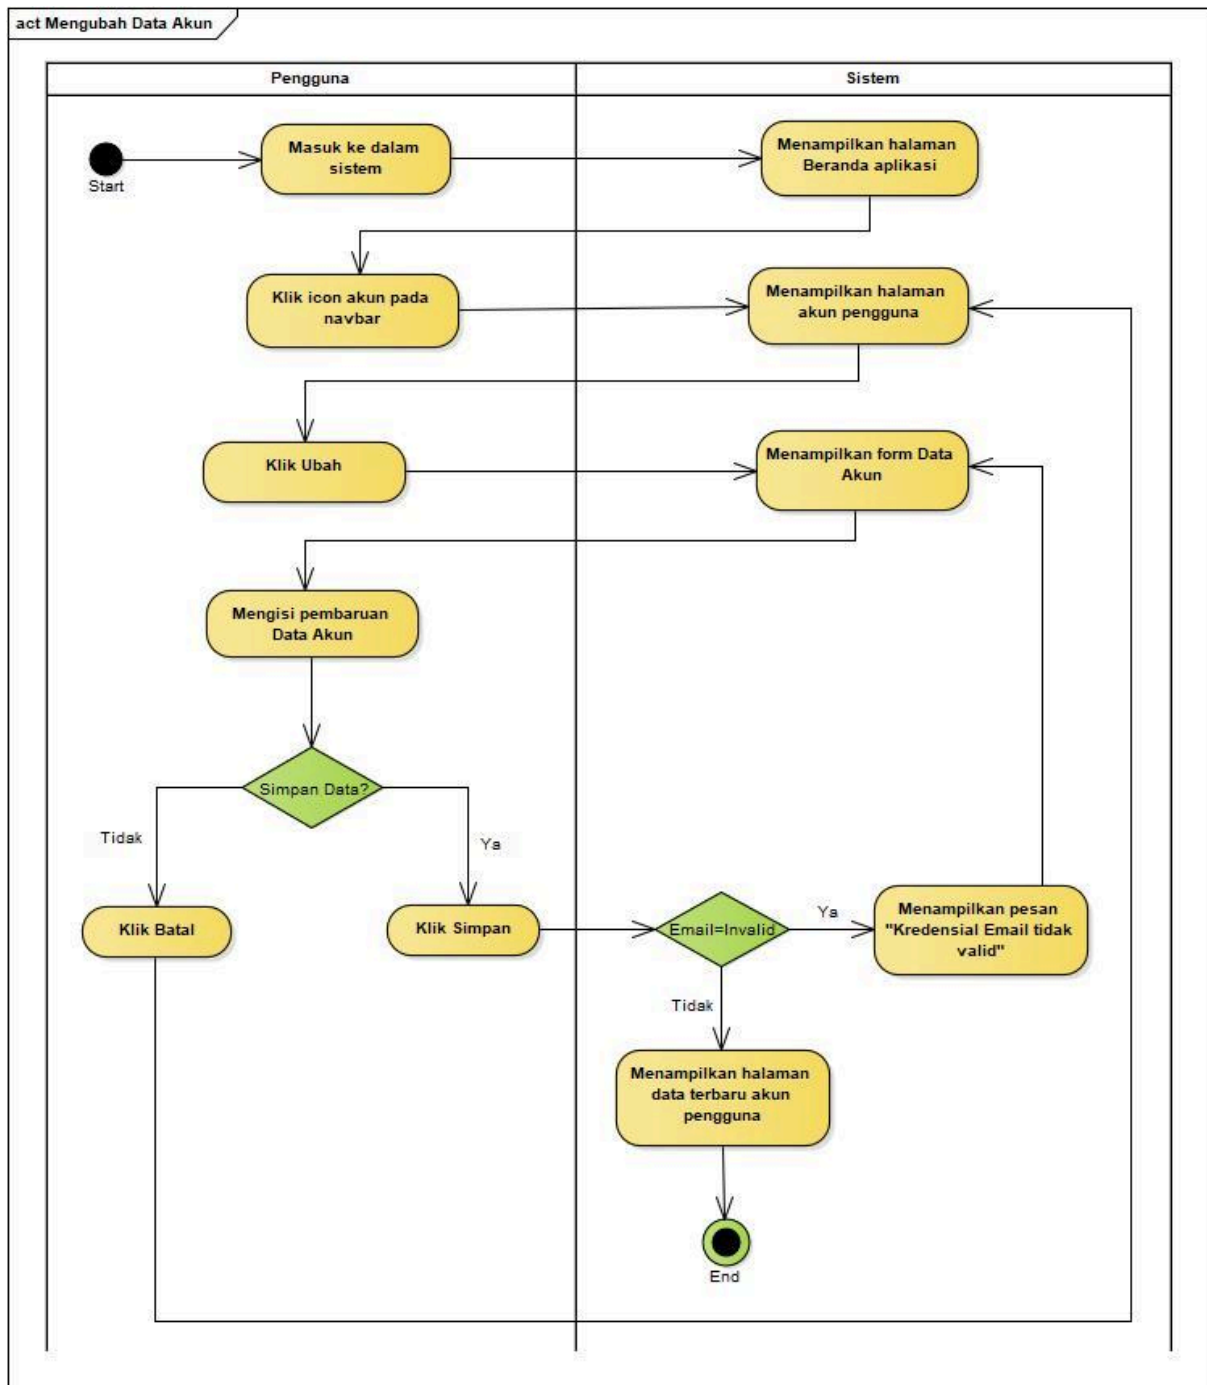 act Mengubah Data Akun
Pengguna
Sistem
Start
Masuk ke dalam
sistem
Menampilkan halaman
Beranda aplikasi
Klik icon akun pada
navbar
Menampilkan halaman
akun pengguna
Klik Ubah
Menampilkan form Data
Akun
Mengisi pembaruan
Data Akun
Simpan Data?
Tidak
Ya
Klik Batal
Klik Simpan
Email=Invalid
Ya
Menampilkan pesan
"Kredensial Email tidak
valid"
Tidak
Menampilkan halaman
data terbaru akun
pengguna
End